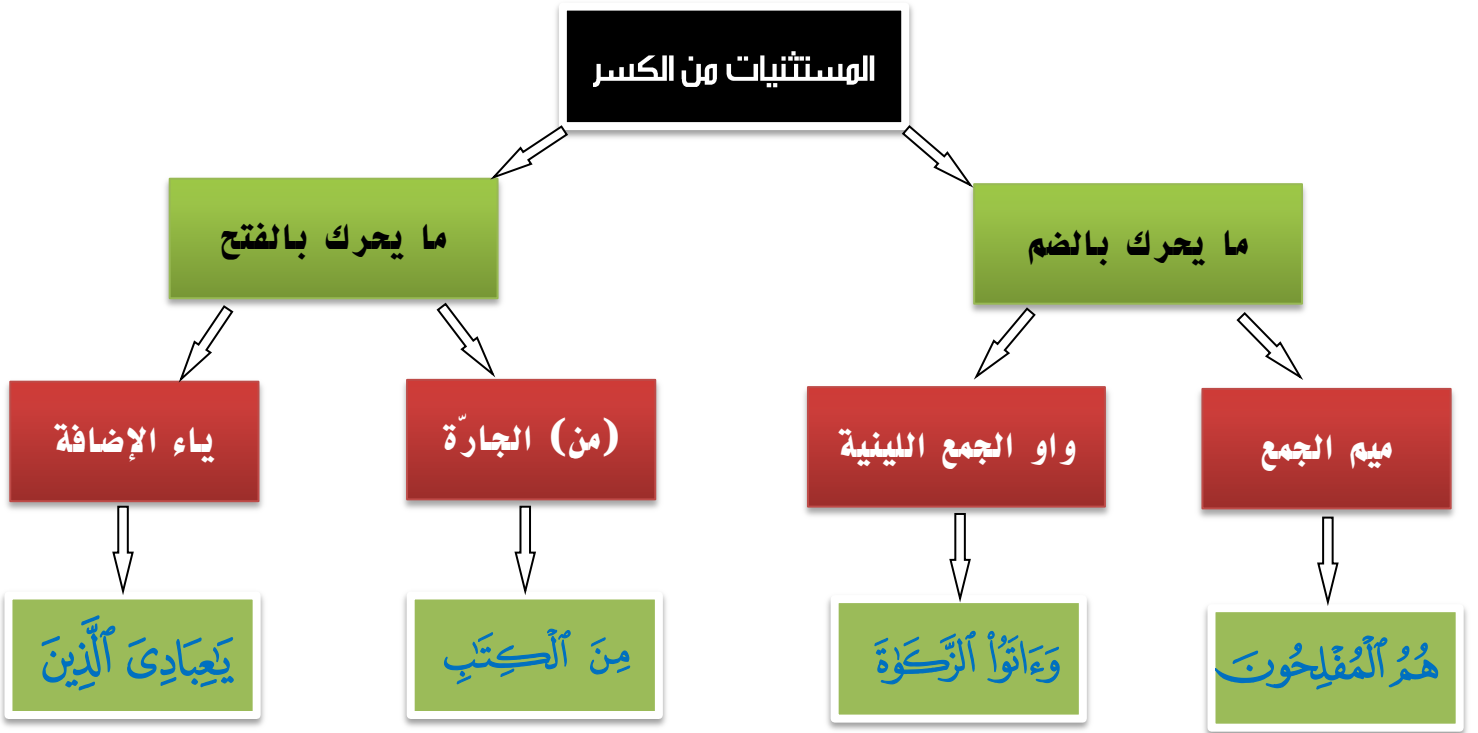 المستثنيات من الكسر
ما يحرك بالضم
ما يحرك بالفتح
ميم الجمع
واو الجمع اللينية
(من) الجارّة
ياء الإضافة
هُمُ ٱلْمُفْلِحُونَ
وَءَاتَوُا۟ ٱلزَّكَوٰةَ
مِنَ ٱلْكِتَٰبِ
يَٰعِبَادِىَ ٱلَّذِينَ